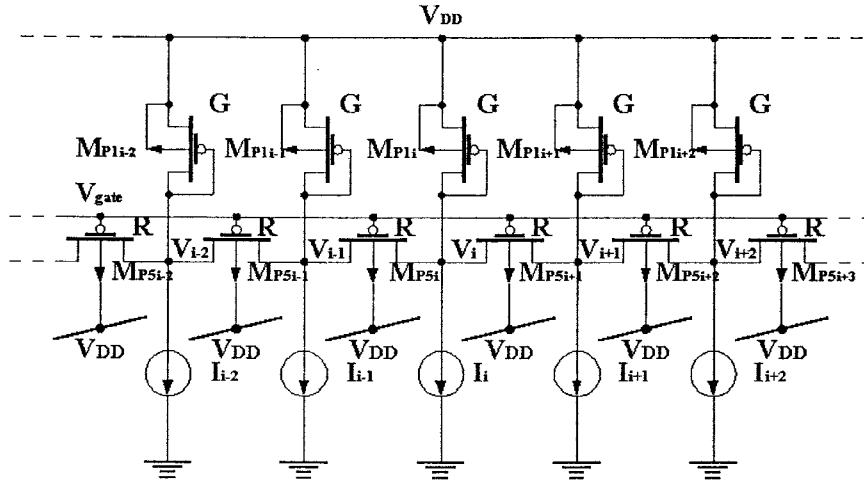 VDD
G G G G G
MP1i-2 MP1i-1 MP1i MP1i+1 MP1i+2
Vgate
R R R R R R
Vi-2 Vi-1 Vi Vi+1 Vi+2
MP5i-2 MP5i-1 MP5i MP5i+1 MP5i+2 MP5i+3
VDD VDD VDD VDD VDD VDD
Ii-2 Ii-1 Ii Ii+1 Ii+2